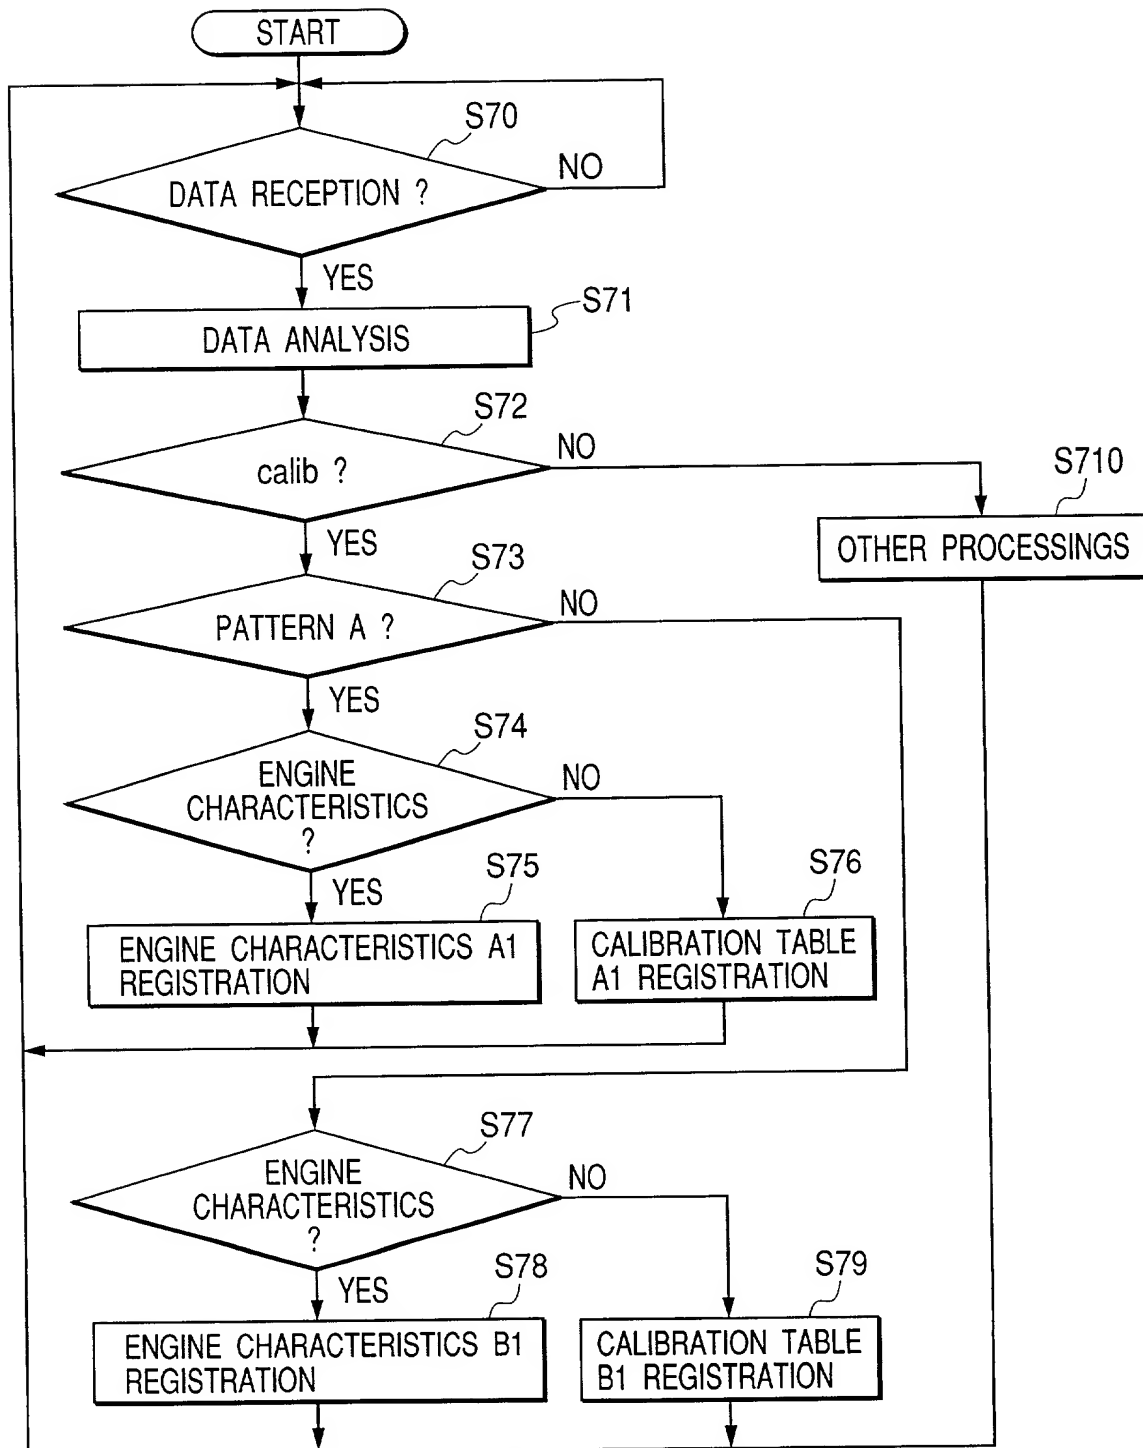 START
S70
DATA RECEPTION ?
NO
YES
S71
DATA ANALYSIS
S72
calib ?
NO
YES
S710
OTHER PROCESSINGS
S73
PATTERN A ?
NO
YES
S74
ENGINE
CHARACTERISTICS
?
NO
YES
S75
ENGINE CHARACTERISTICS A1
REGISTRATION
S76
CALIBRATION TABLE
A1 REGISTRATION
S77
ENGINE
CHARACTERISTICS
?
NO
YES
S78
ENGINE CHARACTERISTICS B1
REGISTRATION
S79
CALIBRATION TABLE
B1 REGISTRATION